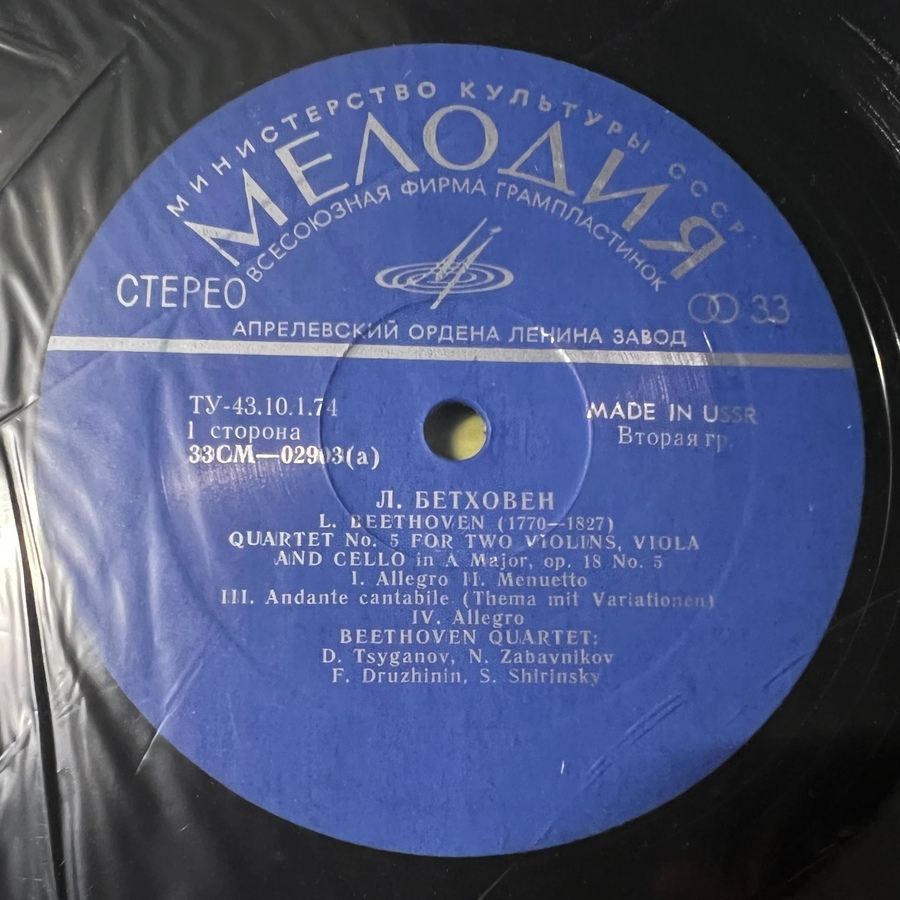 МИНИСТЕРСТВО КУЛЬТУРЫ СССР
МЕЛОДИЯ
ВСЕСОЮЗНАЯ ФИРМА ГРАМПЛАСТИНОК
СТЕРЕО
33
АПРЕЛЕВСКИЙ ОРДЕНА ЛЕНИНА ЗАВОД
ТУ-43.10.1.74
MADE IN USSR
1 сторона
Вторая гр.
33СМ—02903(а)
Л. БЕТХОВЕН
L. BEETHOVEN (1770—1827)
QUARTET No. 5 FOR TWO VIOLINS, VIOLA
AND CELLO in A Major, op. 18 No. 5
I. Allegro II. Menuetto
III. Andante cantabile (Thema mit Variationen)
IV. Allegro
BEETHOVEN QUARTET:
D. Tsyganov, N. Zabavnikov
F. Druzhinin, S. Shirinsky